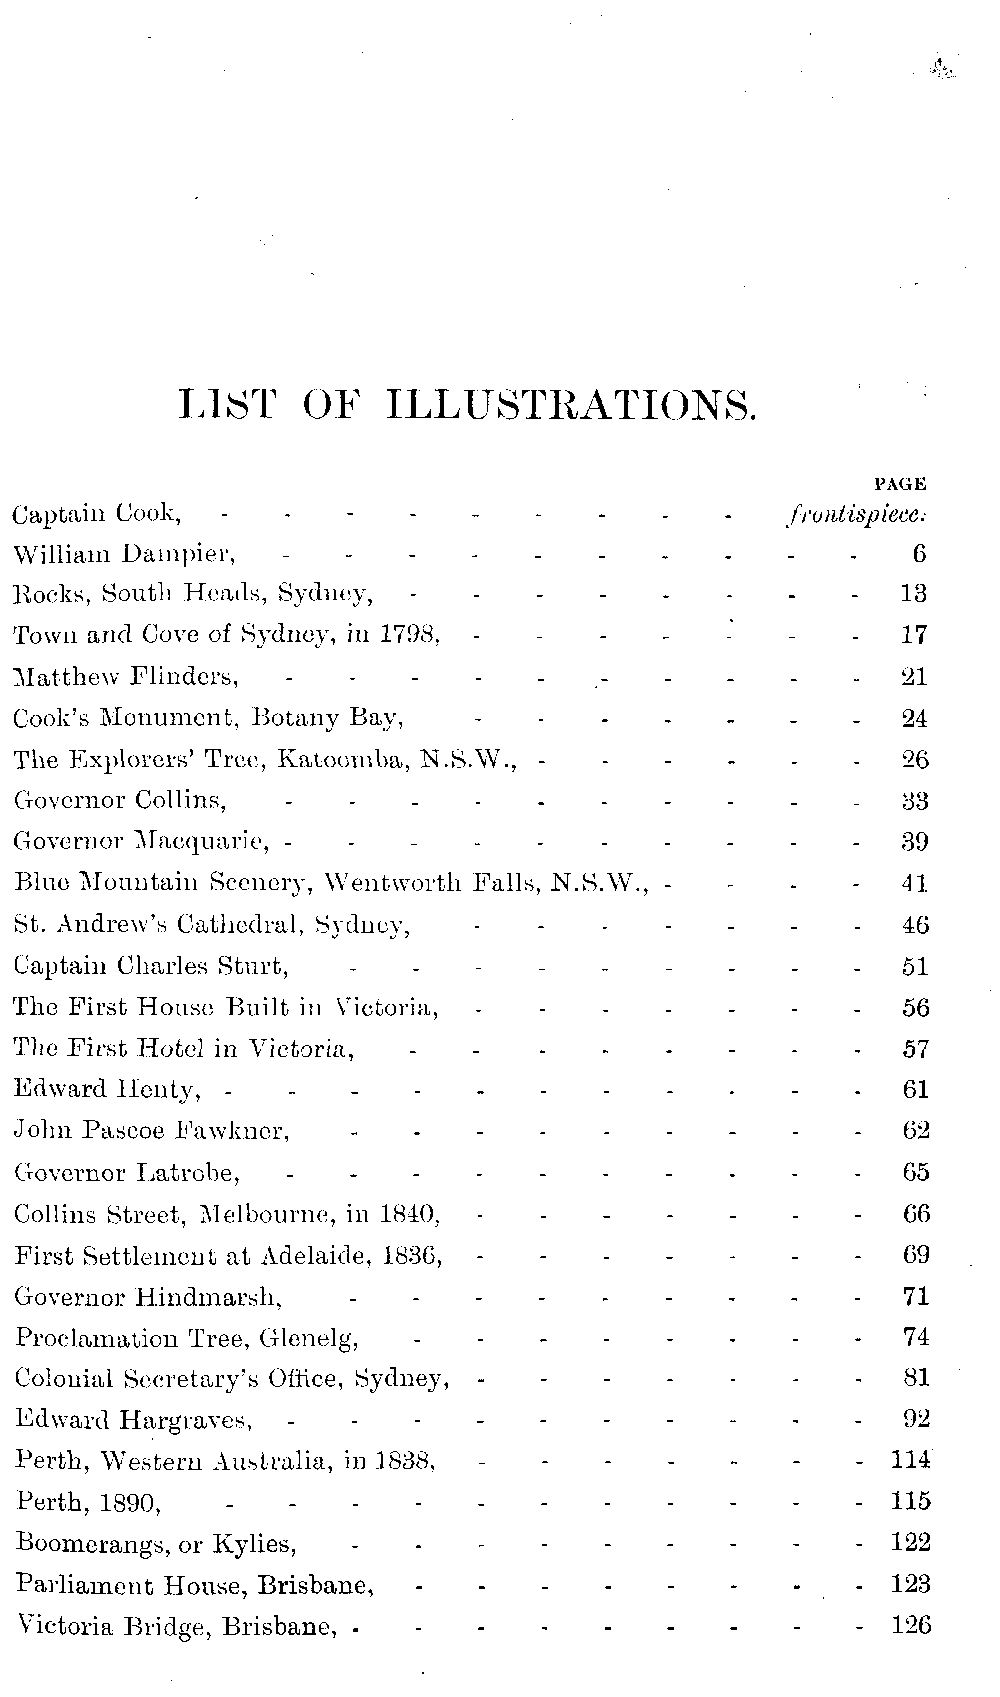 LIST OF ILLUSTRATIONS.
PAGE
Captain Cook, - - - - - - - - - frontispiece.
William Dampier, - - - - - - - - - - 6
Rocks, South Heads, Sydney, - - - - - - - - 13
Town and Cove of Sydney, in 1798, - - - - - - - 17
Matthew Flinders, - - - - - - - - - - 21
Cook's Monument, Botany Bay, - - - - - - - 24
The Explorers' Tree, Katoomba, N.S.W., - - - - - - 26
Governor Collins, - - - - - - - - - - 33
Governor Macquarie, - - - - - - - - - - 39
Blue Mountain Scenery, Wentworth Falls, N.S.W., - - - - 41
St. Andrew's Cathedral, Sydney, - - - - - - - 46
Captain Charles Sturt, - - - - - - - - - 51
The First House Built in Victoria, - - - - - - - 56
The First Hotel in Victoria, - - - - - - - - 57
Edward Henty, - - - - - - - - - - - 61
John Pascoe Fawkner, - - - - - - - - - 62
Governor Latrobe, - - - - - - - - - - 65
Collins Street, Melbourne, in 1840, - - - - - - - 66
First Settlement at Adelaide, 1836, - - - - - - - 69
Governor Hindmarsh, - - - - - - - - - 71
Proclamation Tree, Glenelg, - - - - - - - - 74
Colonial Secretary's Office, Sydney, - - - - - - - 81
Edward Hargraves, - - - - - - - - - - 92
Perth, Western Australia, in 1838, - - - - - - - 114
Perth, 1890, - - - - - - - - - - - 115
Boomerangs, or Kylies, - - - - - - - - - 122
Parliament House, Brisbane, - - - - - - - - 123
Victoria Bridge, Brisbane, - - - - - - - - - 126